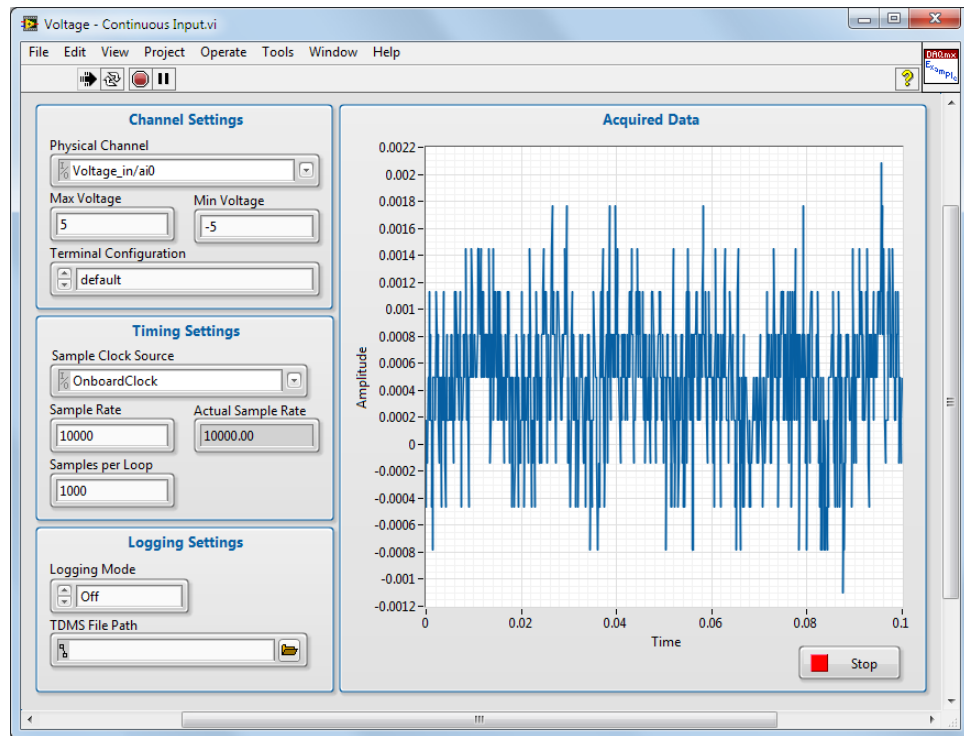 Voltage - Continuous Input.vi
File Edit View Project Operate Tools Window Help
?
DAQmx
Example
Channel Settings
Physical Channel
I/O Voltage_in/ai0
Max Voltage Min Voltage
5 -5
Terminal Configuration
default
Timing Settings
Sample Clock Source
I/O OnboardClock
Sample Rate Actual Sample Rate
10000 10000.00
Samples per Loop
1000
Logging Settings
Logging Mode
Off
TDMS File Path
Acquired Data
Amplitude
0.0022
0.002
0.0018
0.0016
0.0014
0.0012
0.001
0.0008
0.0006
0.0004
0.0002
0
-0.0002
-0.0004
-0.0006
-0.0008
-0.001
-0.0012
0 0.02 0.04 0.06 0.08 0.1
Time
Stop